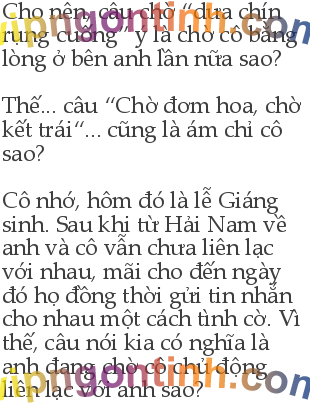 Cho nên, câu chờ “dừa chín
rụng cuống” ý là chờ cô bằng
lòng ở bên anh lần nữa sao?
Thế... câu “Chờ đơm hoa, chờ
kết trái“... cũng là ám chỉ cô
sao?
Cô nhớ, hôm đó là lễ Giáng
sinh. Sau khi từ Hải Nam về
anh và cô vẫn chưa liên lạc
với nhau, mãi cho đến ngày
đó họ đồng thời gửi tin nhắn
cho nhau một cách tình cờ. Vì
thế, câu nói kia có nghĩa là
anh đang chờ cô chủ động
liên lạc với anh sao?
vipngontinh.com
vipngontinh.com